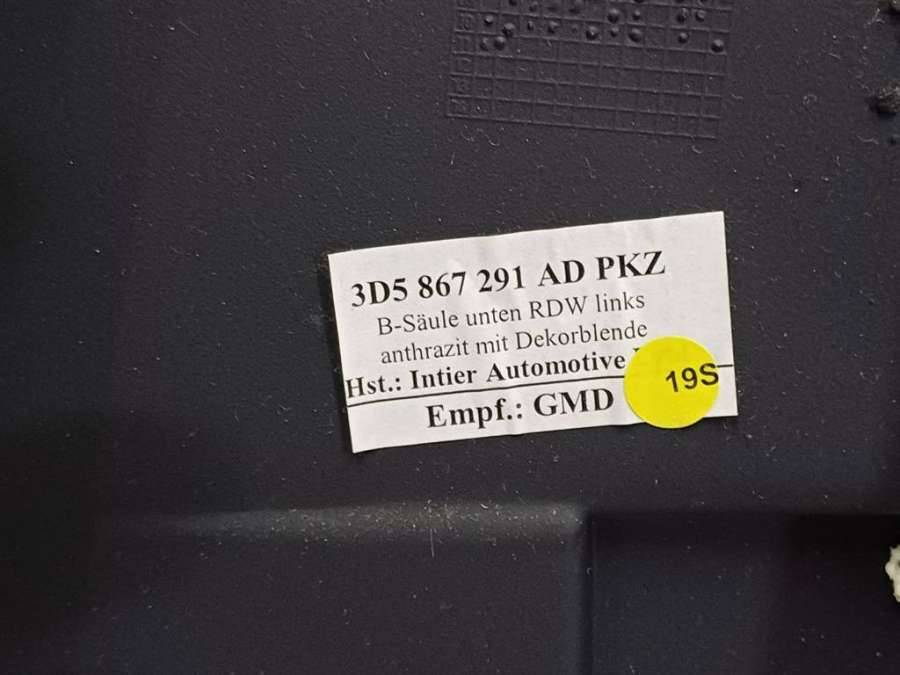 3D5 867 291 AD PKZ
B-Säule unten RDW links
anthrazit mit Dekorblende
Hst.: Intier Automotive
19S
Empf.: GMD